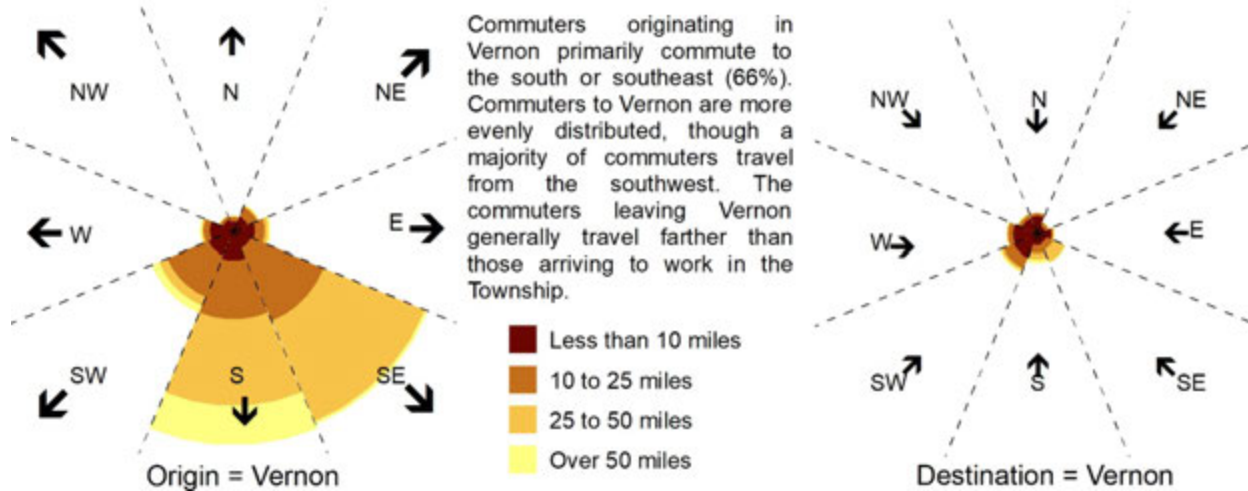 NW
N
NE
W
E
SW
S
SE
Origin = Vernon
Commuters originating in
Vernon primarily commute to
the south or southeast (66%).
Commuters to Vernon are more
evenly distributed, though a
majority of commuters travel
from the southwest. The
commuters leaving Vernon
generally travel farther than
those arriving to work in the
Township.
Less than 10 miles
10 to 25 miles
25 to 50 miles
Over 50 miles
NW
N
NE
W
E
SW
S
SE
Destination = Vernon